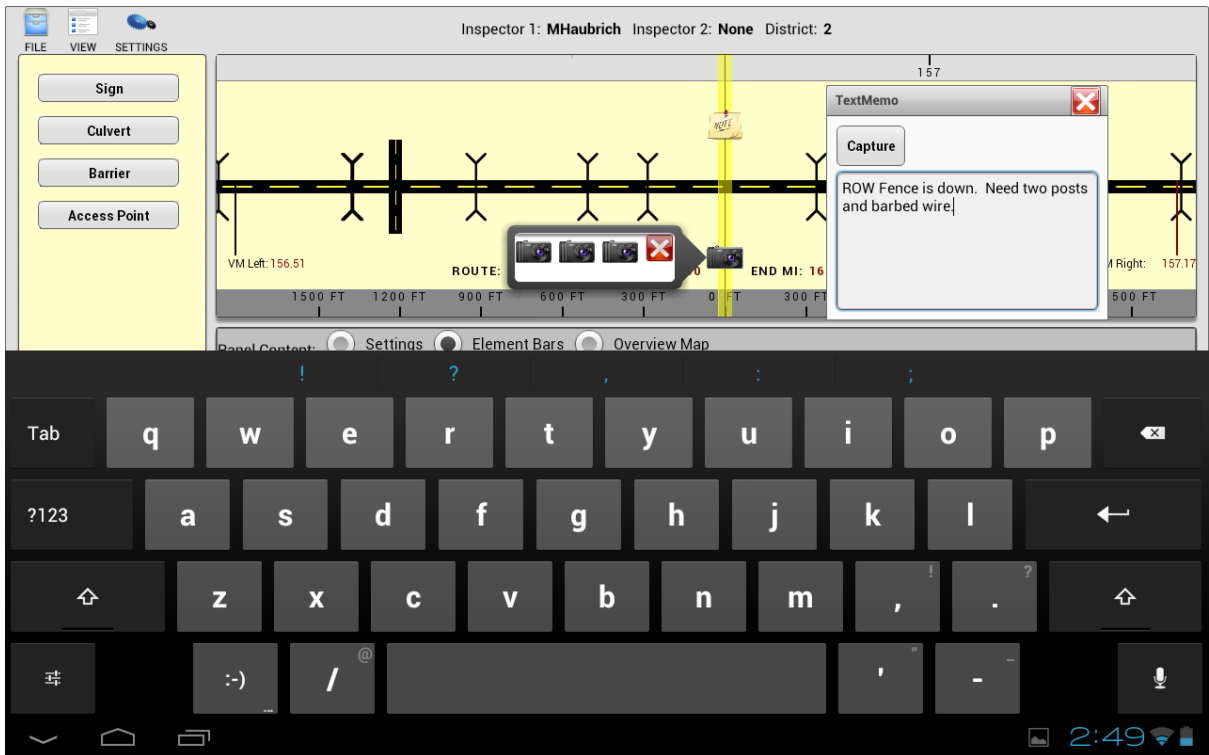 Inspector 1: MHaubrich Inspector 2: None District: 2
FILE VIEW SETTINGS
Sign
Culvert
Barrier
Access Point
157
NOTE
TextMemo
Capture
ROW Fence is down. Need two posts
and barbed wire.
VM Left: 156.51
ROUTE:
END MI: 16
Right: 157.17
1500 FT 1200 FT 900 FT 600 FT 300 FT 0 FT 300 FT 500 FT
Panel Content: Settings Element Bars Overview Map
! ? , : ;
Tab q w e r t y u i o p
?123 a s d f g h j k l
z x c v b n m , ! . ?
:-) ... / @ ' " - _
2:49